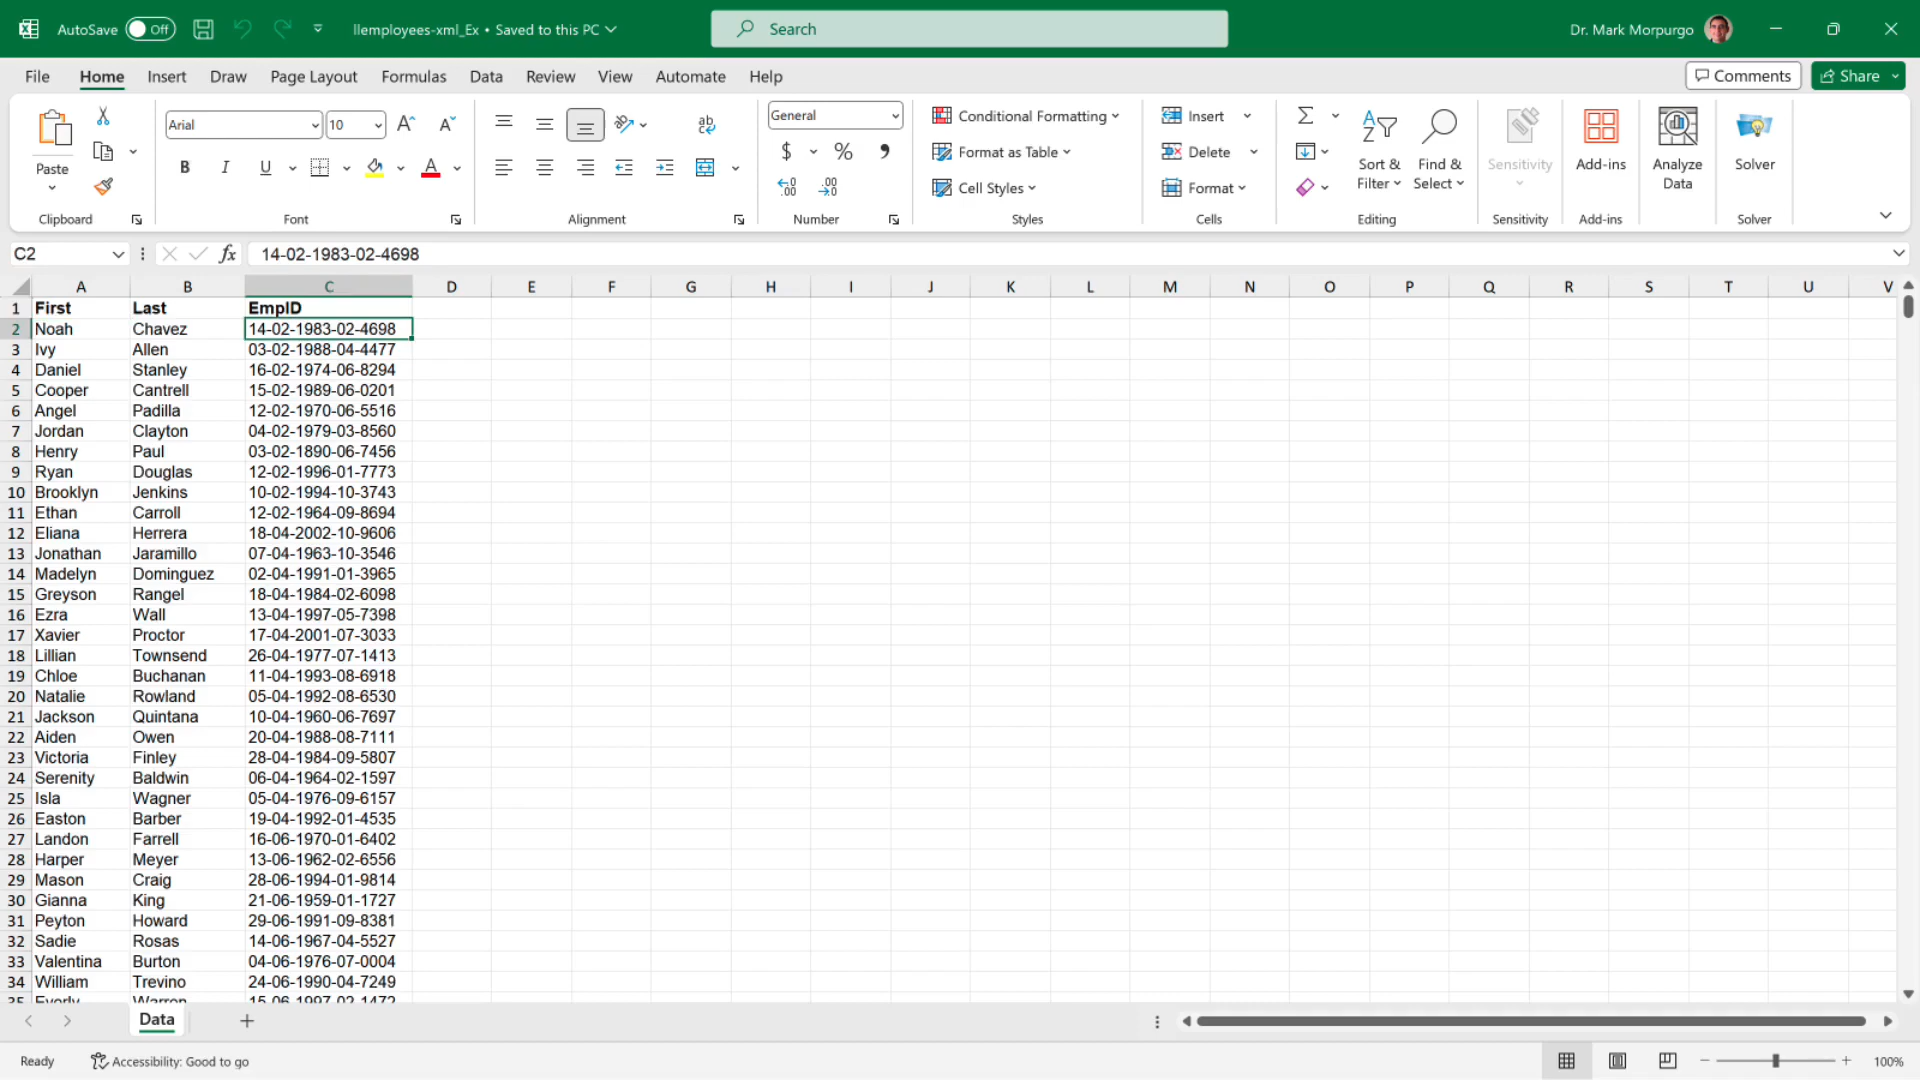 AutoSave Off llemployees-xml_Ex • Saved to this PC Search Dr. Mark Morpurgo
File Home Insert Draw Page Layout Formulas Data Review View Automate Help Comments Share
Paste
Clipboard
Arial 10
B I U A
Font
ab
Alignment
General
$ % ,
Number
Conditional Formatting
Format as Table
Cell Styles
Styles
Insert
Delete
Format
Cells
Sort & Filter
Find & Select
Editing
Sensitivity
Sensitivity
Add-ins
Add-ins
Analyze Data
Solver
Solver
C2 fx 14-02-1983-02-4698
A B C D E F G H I J K L M N O P Q R S T U V
1 First Last EmpID
2 Noah Chavez 14-02-1983-02-4698
3 Ivy Allen 03-02-1988-04-4477
4 Daniel Stanley 16-02-1974-06-8294
5 Cooper Cantrell 15-02-1989-06-0201
6 Angel Padilla 12-02-1970-06-5516
7 Jordan Clayton 04-02-1979-03-8560
8 Henry Paul 03-02-1890-06-7456
9 Ryan Douglas 12-02-1996-01-7773
10 Brooklyn Jenkins 10-02-1994-10-3743
11 Ethan Carroll 12-02-1964-09-8694
12 Eliana Herrera 18-04-2002-10-9606
13 Jonathan Jaramillo 07-04-1963-10-3546
14 Madelyn Dominguez 02-04-1991-01-3965
15 Greyson Rangel 18-04-1984-02-6098
16 Ezra Wall 13-04-1997-05-7398
17 Xavier Proctor 17-04-2001-07-3033
18 Lillian Townsend 26-04-1977-07-1413
19 Chloe Buchanan 11-04-1993-08-6918
20 Natalie Rowland 05-04-1992-08-6530
21 Jackson Quintana 10-04-1960-06-7697
22 Aiden Owen 20-04-1988-08-7111
23 Victoria Finley 28-04-1984-09-5807
24 Serenity Baldwin 06-04-1964-02-1597
25 Isla Wagner 05-04-1976-09-6157
26 Easton Barber 19-04-1992-01-4535
27 Landon Farrell 16-06-1970-01-6402
28 Harper Meyer 13-06-1962-02-6556
29 Mason Craig 28-06-1994-01-9814
30 Gianna King 21-06-1959-01-1727
31 Peyton Howard 29-06-1991-09-8381
32 Sadie Rosas 14-06-1967-04-5527
33 Valentina Burton 04-06-1976-07-0004
34 William Trevino 24-06-1990-04-7249
35 Everly Warren 15-06-1997-02-1472
Data
Ready Accessibility: Good to go 100%